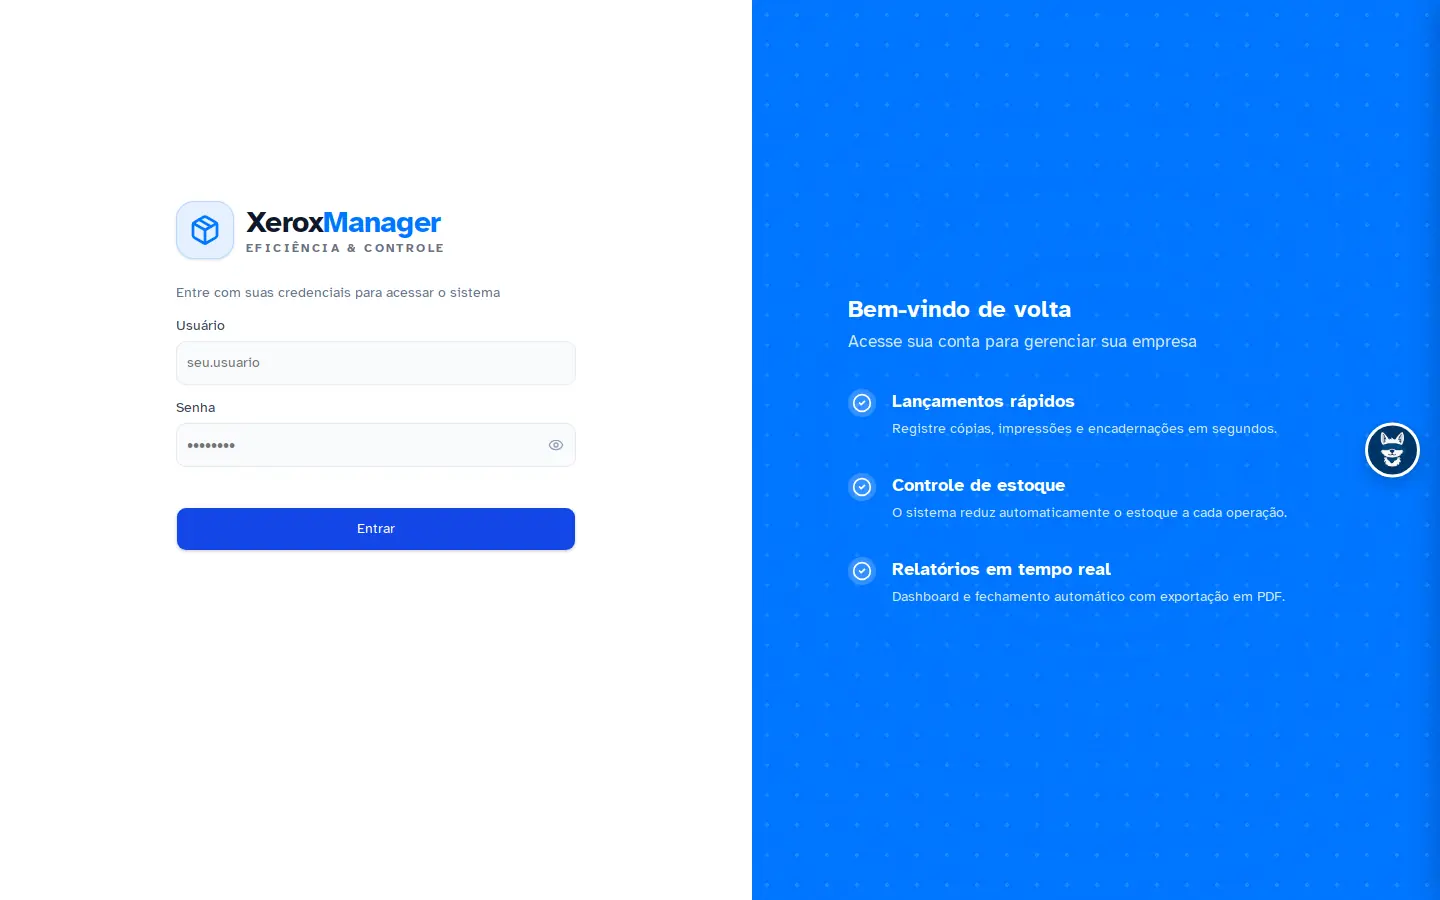 XeroxManager
EFICIÊNCIA & CONTROLE
Entre com suas credenciais para acessar o sistema
Usuário
seu.usuario
Senha
••••••••
Entrar
Bem-vindo de volta
Acesse sua conta para gerenciar sua empresa
Lançamentos rápidos
Registre cópias, impressões e encadernações em segundos.
Controle de estoque
O sistema reduz automaticamente o estoque a cada operação.
Relatórios em tempo real
Dashboard e fechamento automático com exportação em PDF.